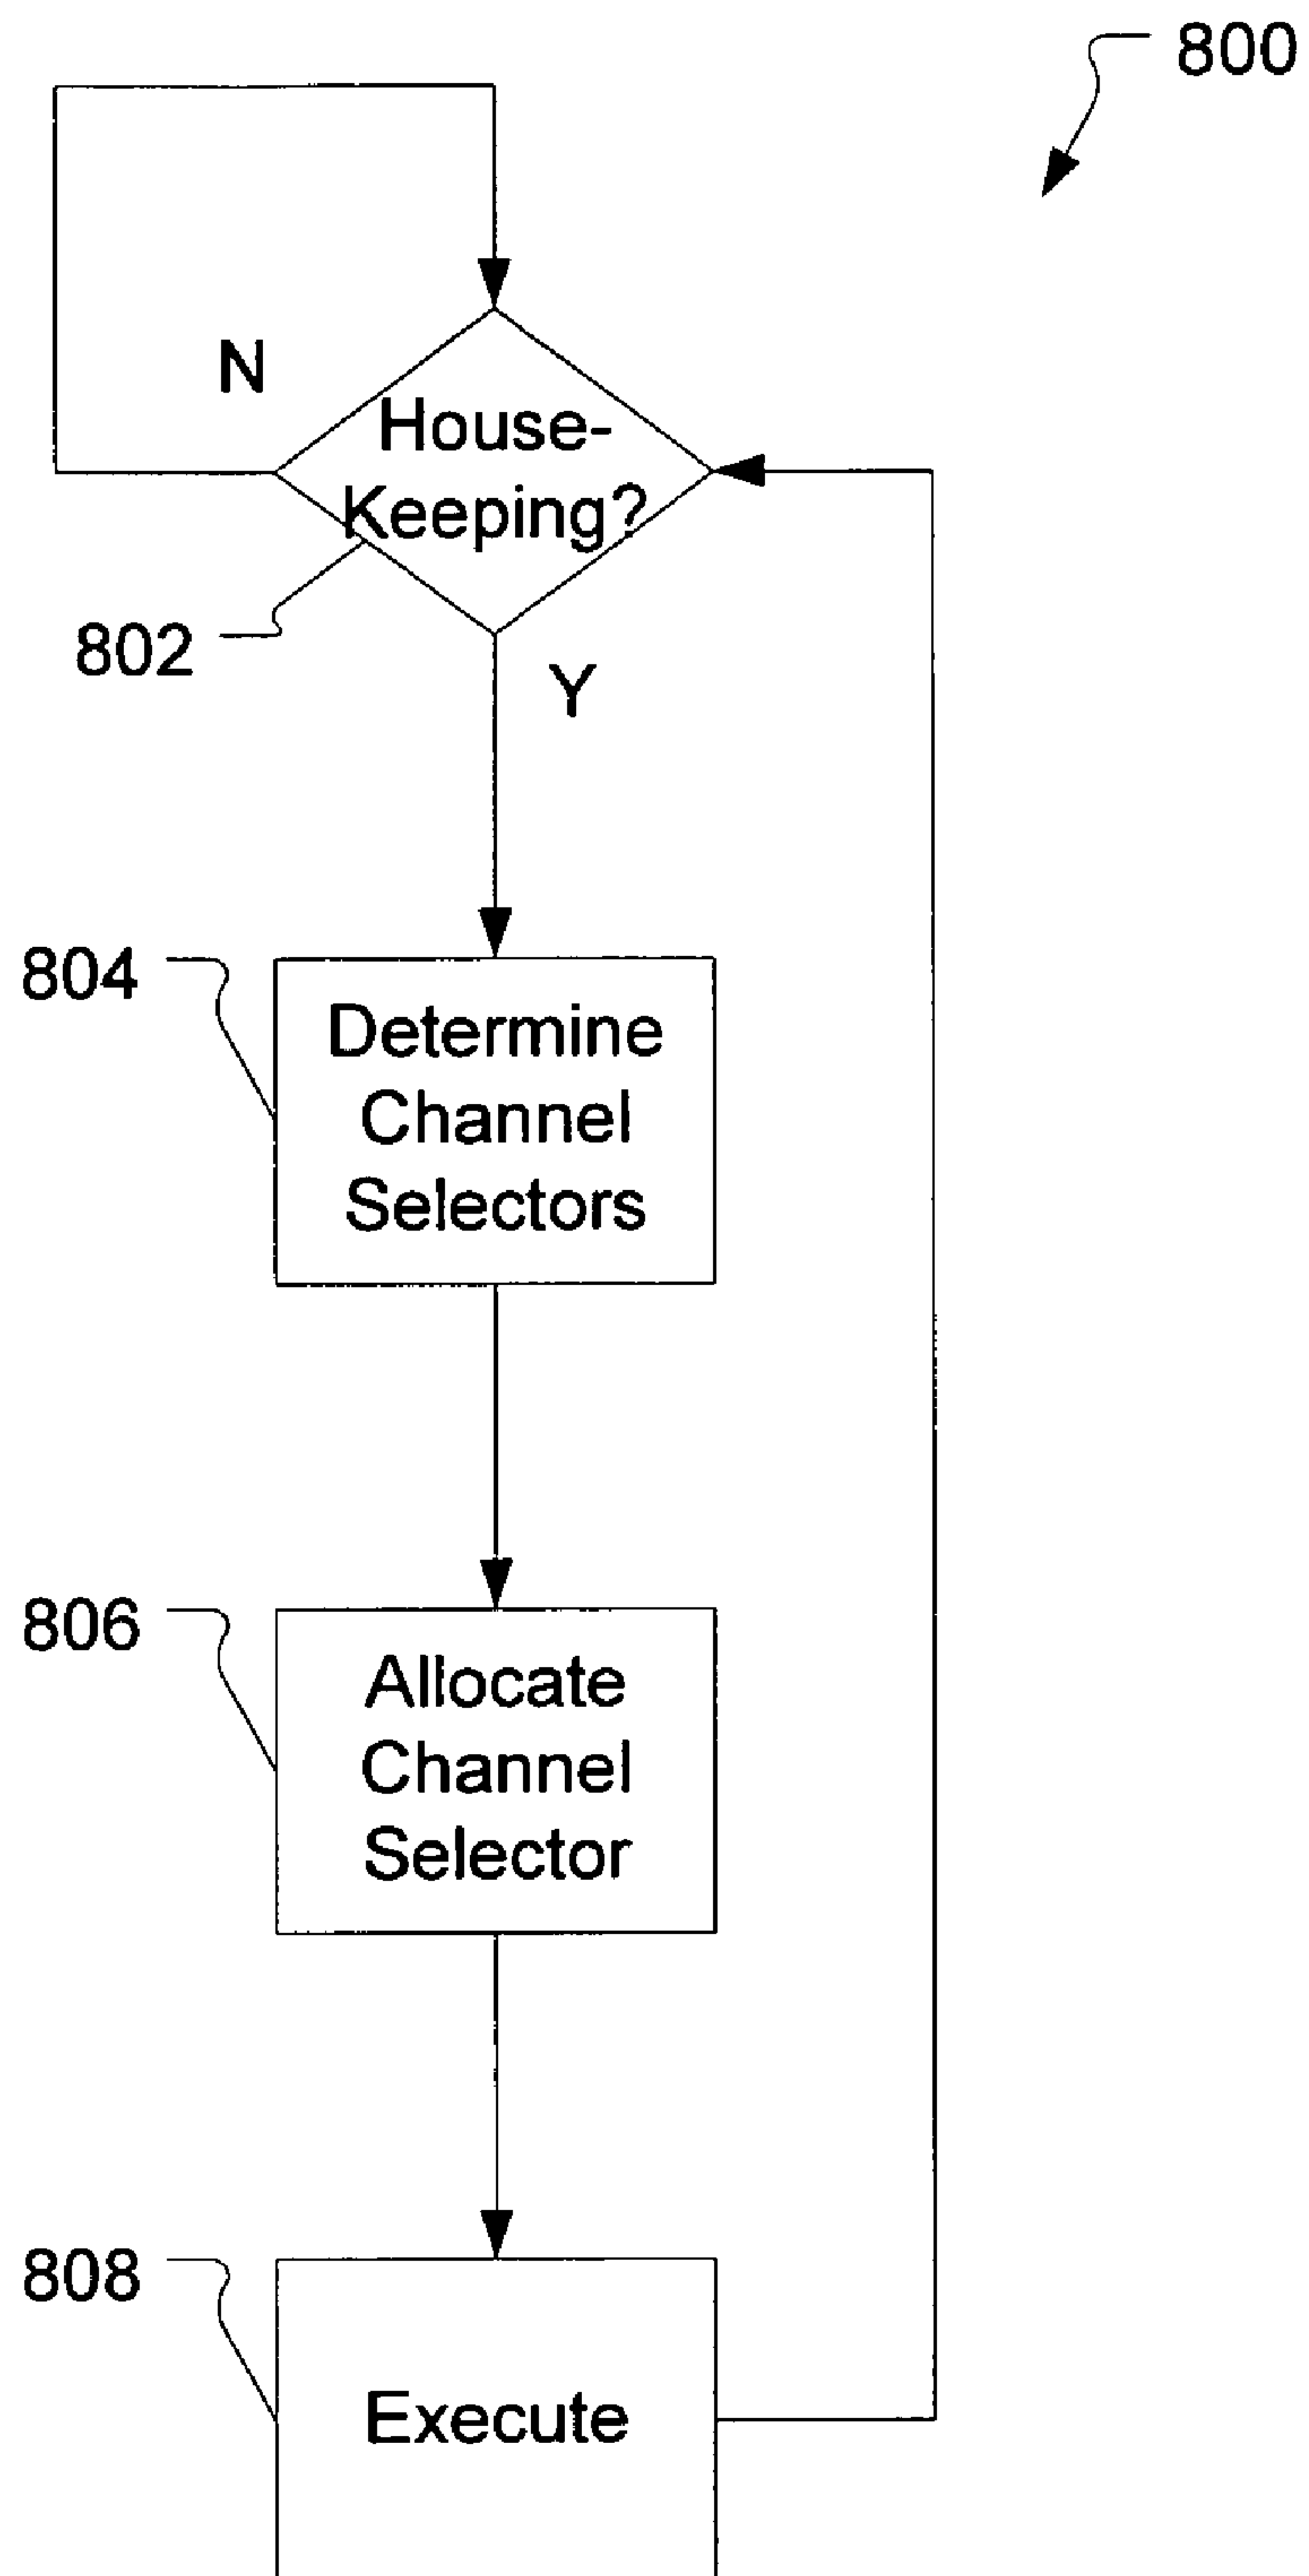 800
N
House-
Keeping?
802
Y
804
Determine
Channel
Selectors
806
Allocate
Channel
Selector
808
Execute